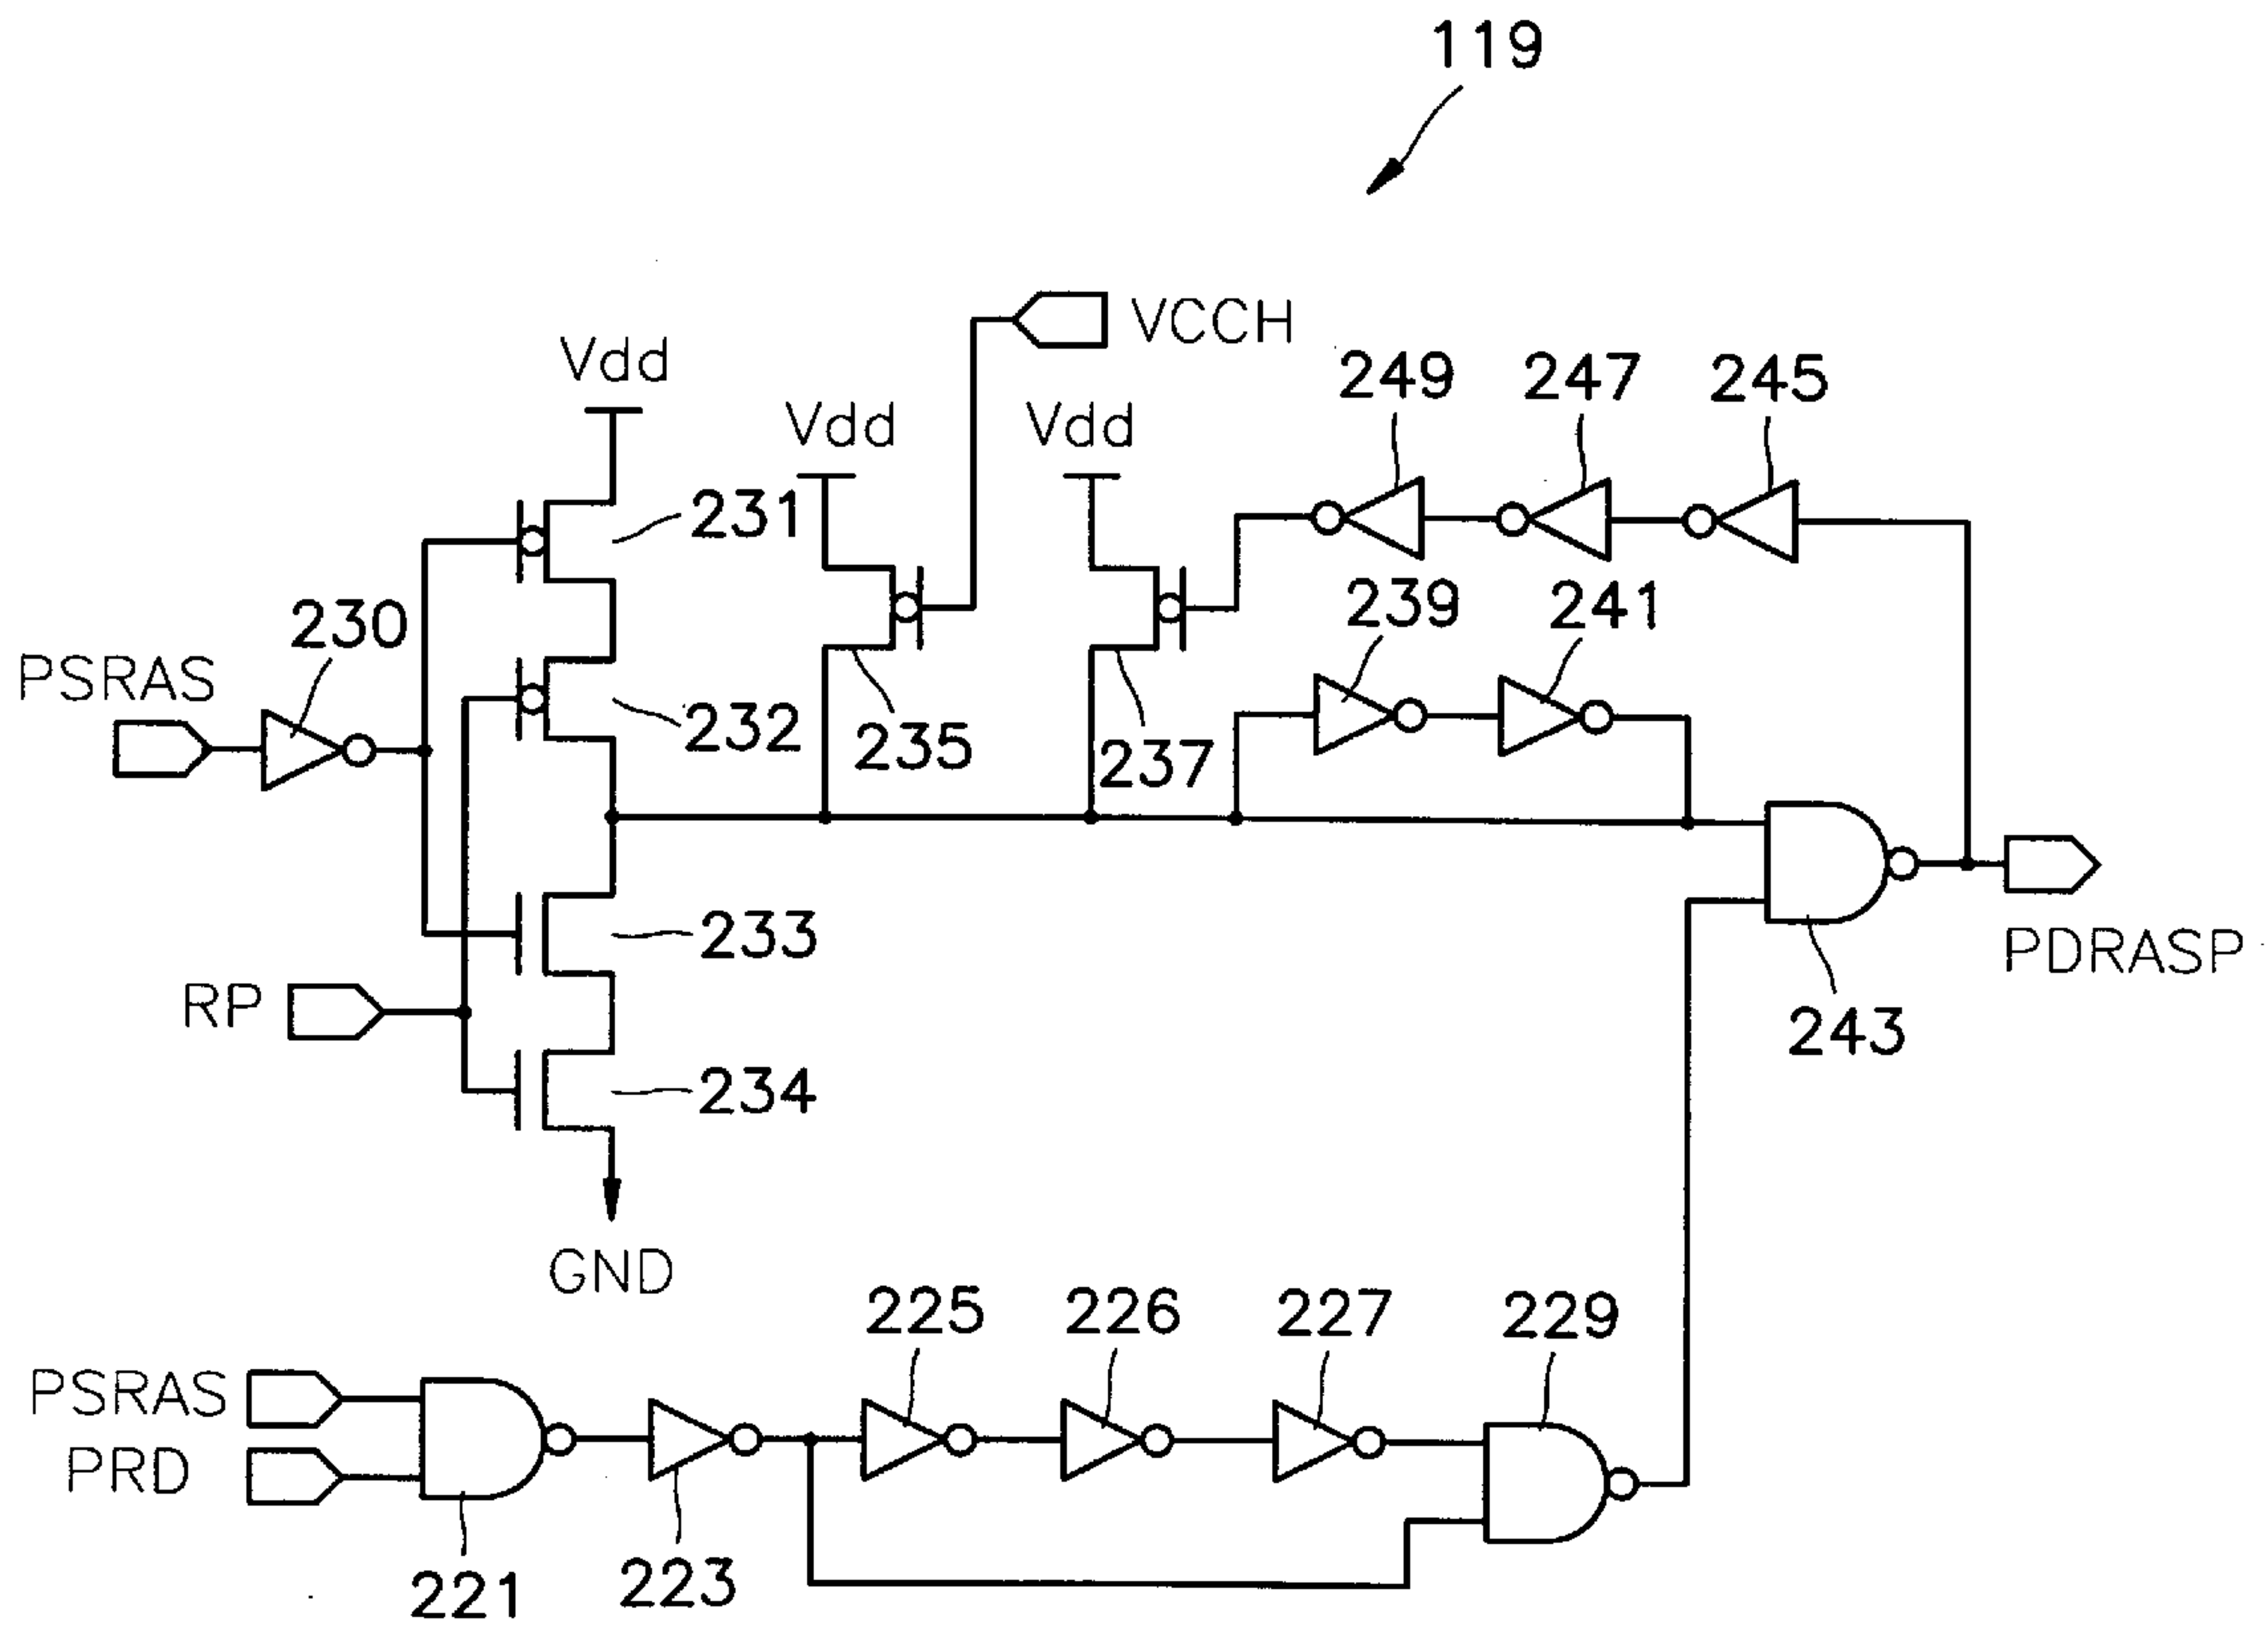 119
VCCH
Vdd
249 247 245
Vdd Vdd
231
239 241
230
PSRAS
232 235 237
233
PDRASP
RP
243
234
GND
225 226 227 229
PSRAS
PRD
221 223